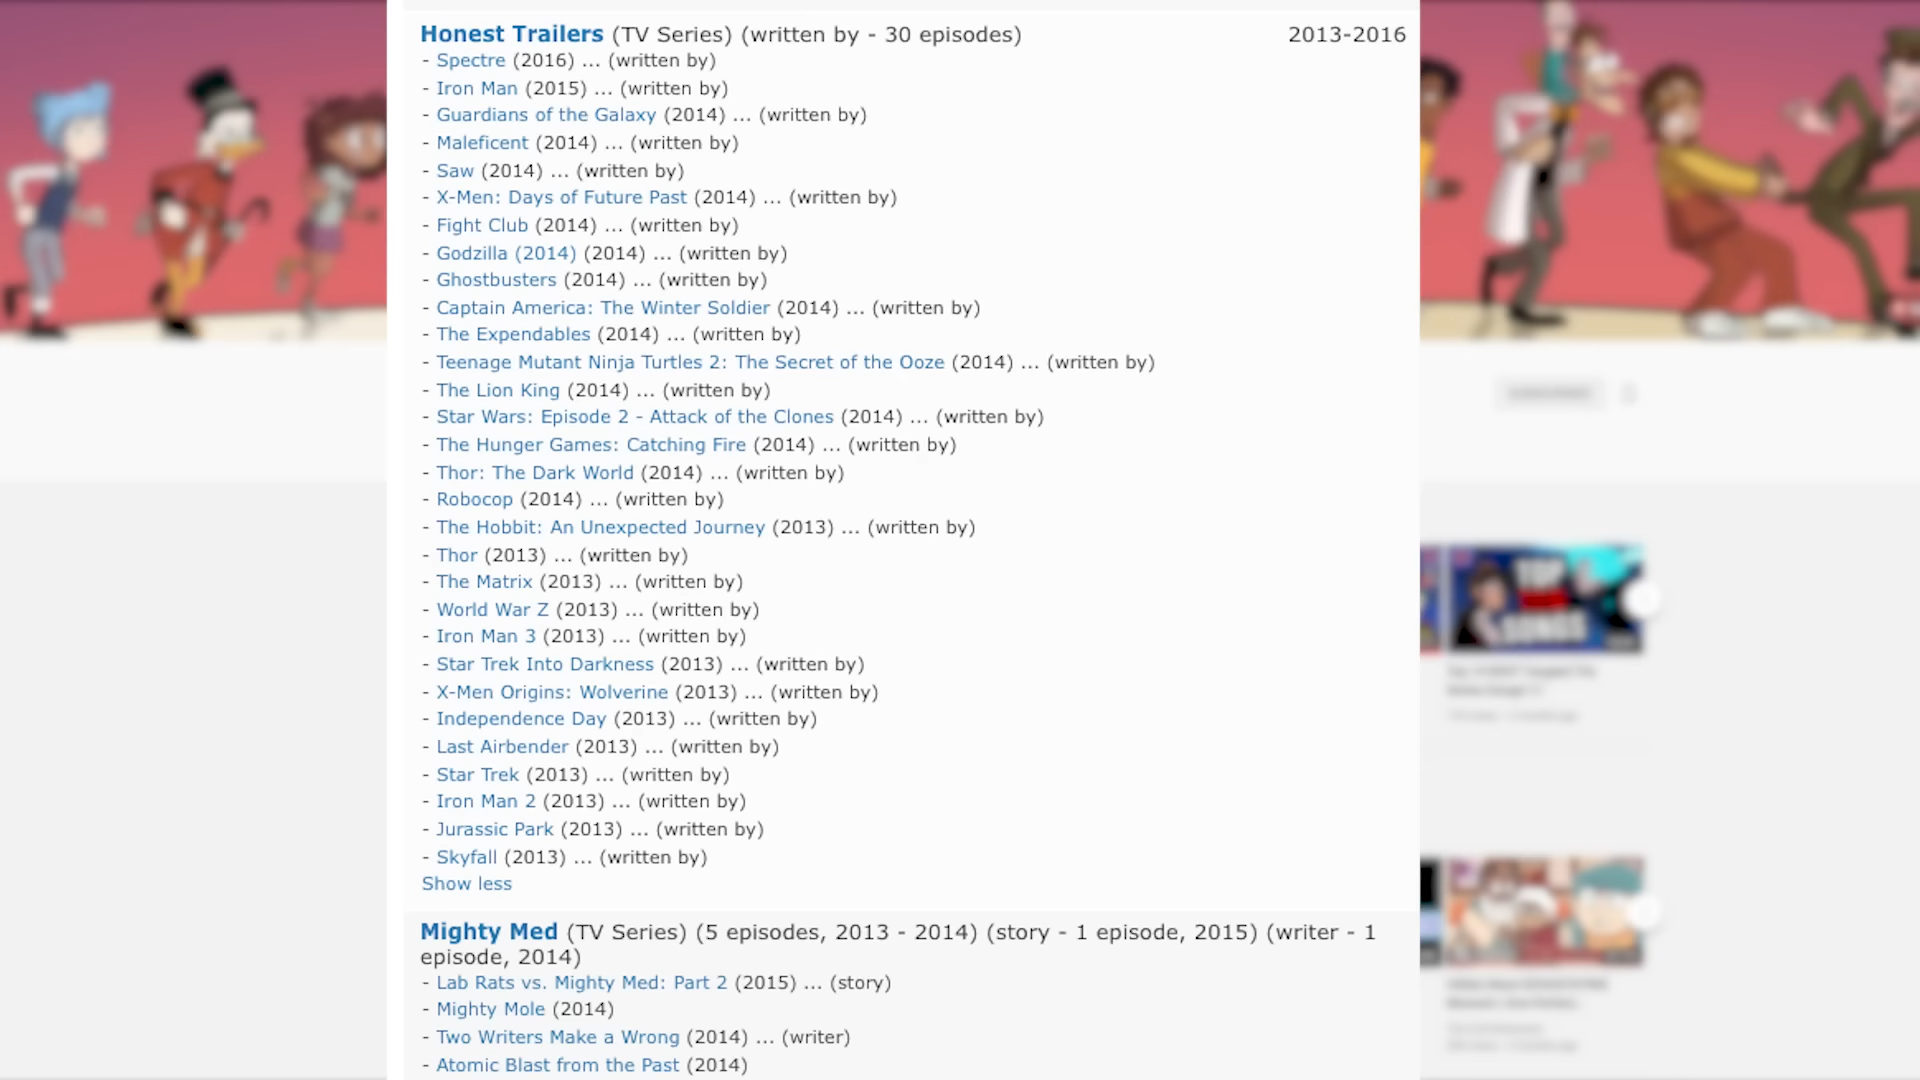 Honest Trailers (TV Series) (written by - 30 episodes) 2013-2016
- Spectre (2016) ... (written by)
- Iron Man (2015) ... (written by)
- Guardians of the Galaxy (2014) ... (written by)
- Maleficent (2014) ... (written by)
- Saw (2014) ... (written by)
- X-Men: Days of Future Past (2014) ... (written by)
- Fight Club (2014) ... (written by)
- Godzilla (2014) (2014) ... (written by)
- Ghostbusters (2014) ... (written by)
- Captain America: The Winter Soldier (2014) ... (written by)
- The Expendables (2014) ... (written by)
- Teenage Mutant Ninja Turtles 2: The Secret of the Ooze (2014) ... (written by)
- The Lion King (2014) ... (written by)
- Star Wars: Episode 2 - Attack of the Clones (2014) ... (written by)
- The Hunger Games: Catching Fire (2014) ... (written by)
- Thor: The Dark World (2014) ... (written by)
- Robocop (2014) ... (written by)
- The Hobbit: An Unexpected Journey (2013) ... (written by)
- Thor (2013) ... (written by)
- The Matrix (2013) ... (written by)
- World War Z (2013) ... (written by)
- Iron Man 3 (2013) ... (written by)
- Star Trek Into Darkness (2013) ... (written by)
- X-Men Origins: Wolverine (2013) ... (written by)
- Independence Day (2013) ... (written by)
- Last Airbender (2013) ... (written by)
- Star Trek (2013) ... (written by)
- Iron Man 2 (2013) ... (written by)
- Jurassic Park (2013) ... (written by)
- Skyfall (2013) ... (written by)
Show less
Mighty Med (TV Series) (5 episodes, 2013 - 2014) (story - 1 episode, 2015) (writer - 1
episode, 2014)
- Lab Rats vs. Mighty Med: Part 2 (2015) ... (story)
- Mighty Mole (2014)
- Two Writers Make a Wrong (2014) ... (writer)
- Atomic Blast from the Past (2014)
TOP
SONGS